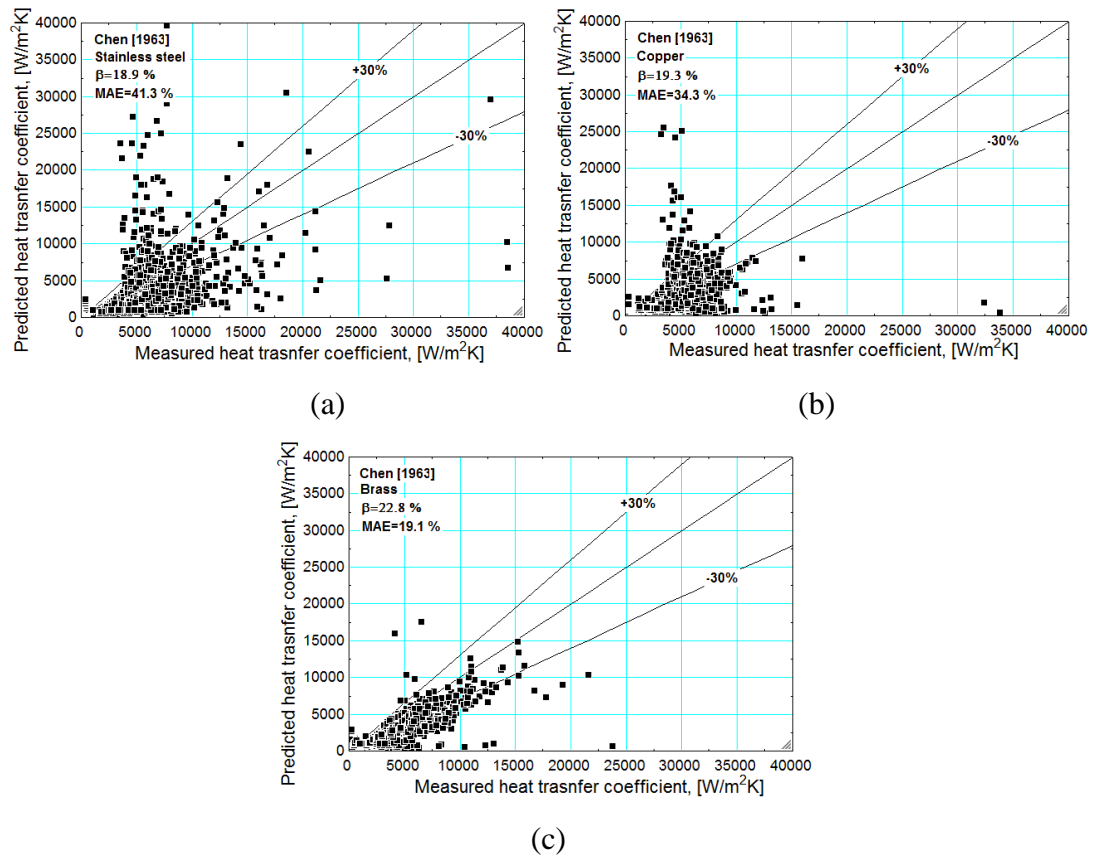 Predicted heat trasnfer coefficient, [W/m²K]
40000
35000
30000
25000
20000
15000
10000
5000
0
Chen [1963]
Stainless steel
β=18.9 %
MAE=41.3 %
+30%
-30%
0 5000 10000 15000 20000 25000 30000 35000 40000
Measured heat trasnfer coefficient, [W/m²K]
(a)
Predicted heat trasnfer coefficient, [W/m²K]
40000
35000
30000
25000
20000
15000
10000
5000
0
Chen [1963]
Copper
β=19.3 %
MAE=34.3 %
+30%
-30%
0 5000 10000 15000 20000 25000 30000 35000 40000
Measured heat trasnfer coefficient, [W/m²K]
(b)
Predicted heat trasnfer coefficient, [W/m²K]
40000
35000
30000
25000
20000
15000
10000
5000
0
Chen [1963]
Brass
β=22.8 %
MAE=19.1 %
+30%
-30%
0 5000 10000 15000 20000 25000 30000 35000 40000
Measured heat trasnfer coefficient, [W/m²K]
(c)